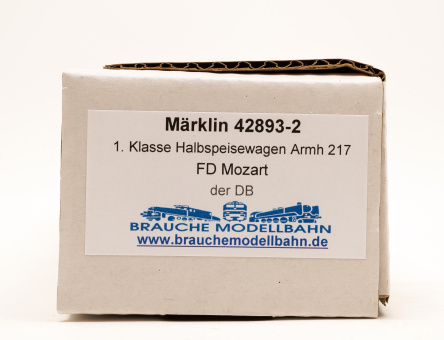 Märklin 42893-2
1. Klasse Halbspeisewagen Armh 217
FD Mozart
der DB
BRAUCHE MODELLBAHN
www.brauchemodellbahn.de